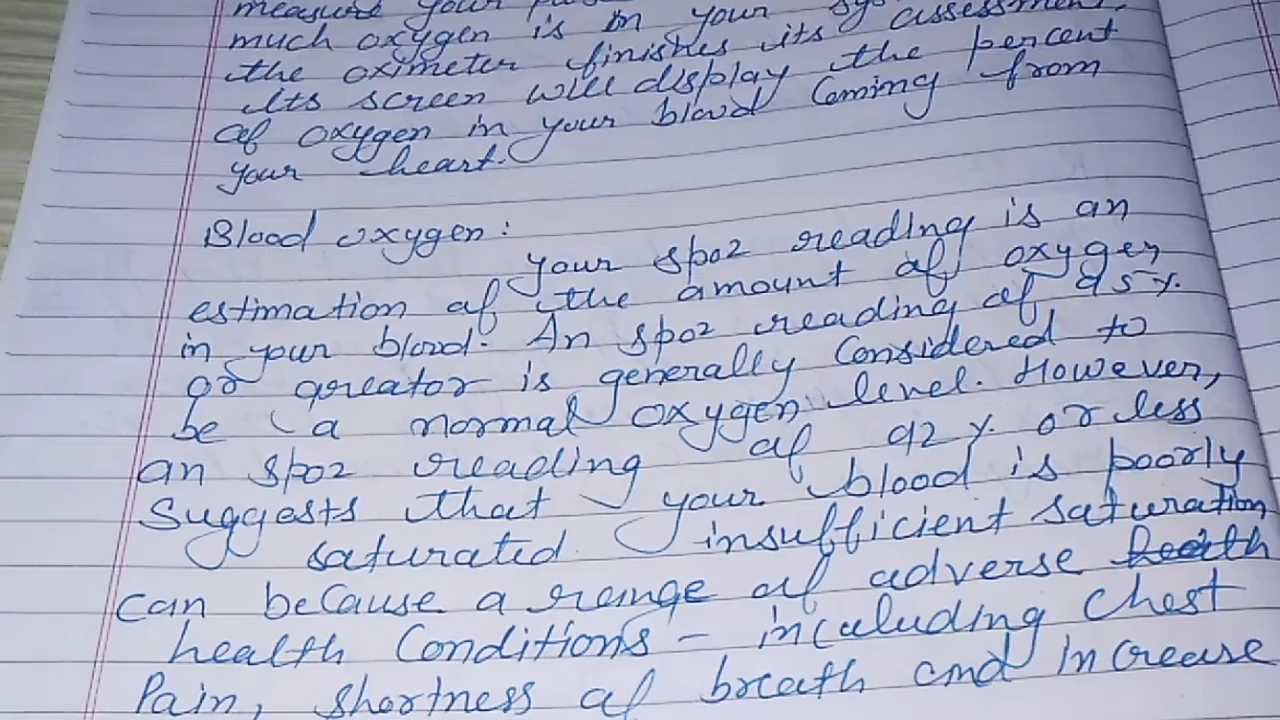 measure your
much oxygen is in your
the oximeter finishes its assessment.
its screen will display the percent
of oxygen in your blood coming from
your heart.
Blood oxygen:
your spo2 reading is an
estimation of the amount of oxygen
in your blood. An spo2 reading of 95%
or greator is generally considered to
be a normal oxygen level. However,
an spo2 reading of 92% or less
suggests that your blood is poorly
saturated. insufficient saturation
can because a range of adverse
health conditions - inculuding chest
Pain, shortness of breath and increase